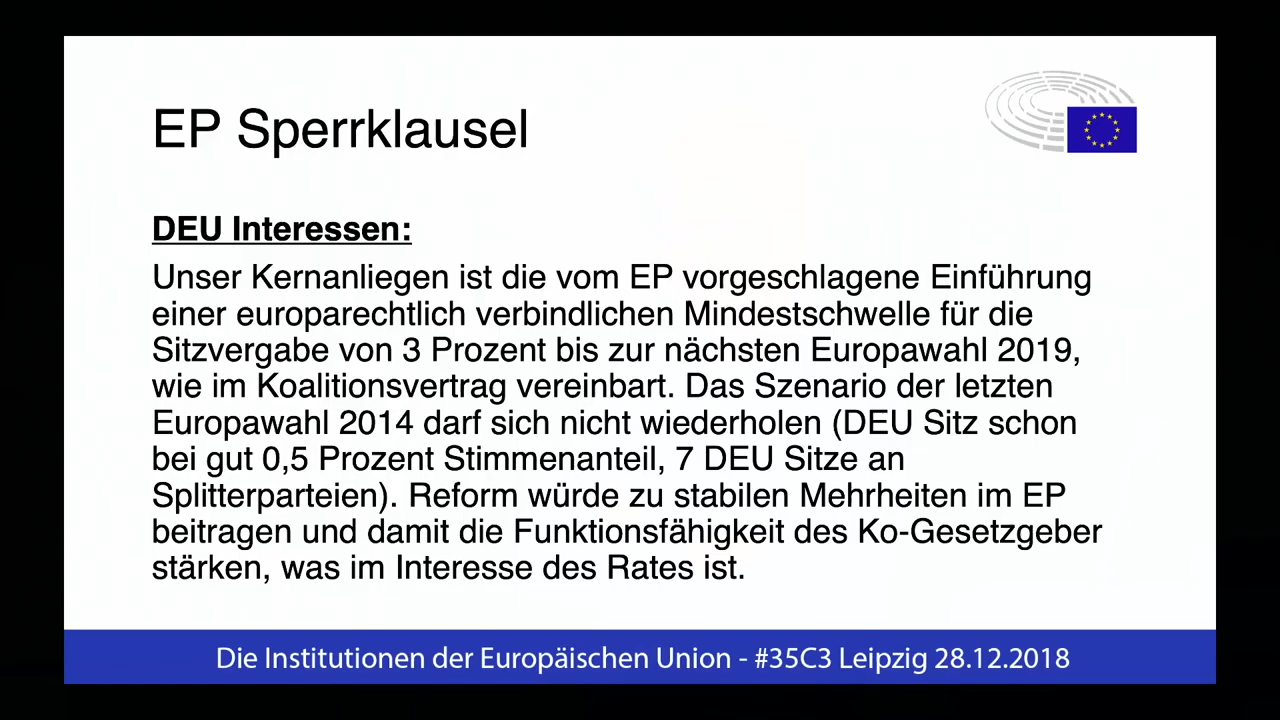 EP Sperrklausel
DEU Interessen:
Unser Kernanliegen ist die vom EP vorgeschlagene Einführung
einer europarechtlich verbindlichen Mindestschwelle für die
Sitzvergabe von 3 Prozent bis zur nächsten Europawahl 2019,
wie im Koalitionsvertrag vereinbart. Das Szenario der letzten
Europawahl 2014 darf sich nicht wiederholen (DEU Sitz schon
bei gut 0,5 Prozent Stimmenanteil, 7 DEU Sitze an
Splitterparteien). Reform würde zu stabilen Mehrheiten im EP
beitragen und damit die Funktionsfähigkeit des Ko-Gesetzgeber
stärken, was im Interesse des Rates ist.
Die Institutionen der Europäischen Union - #35C3 Leipzig 28.12.2018